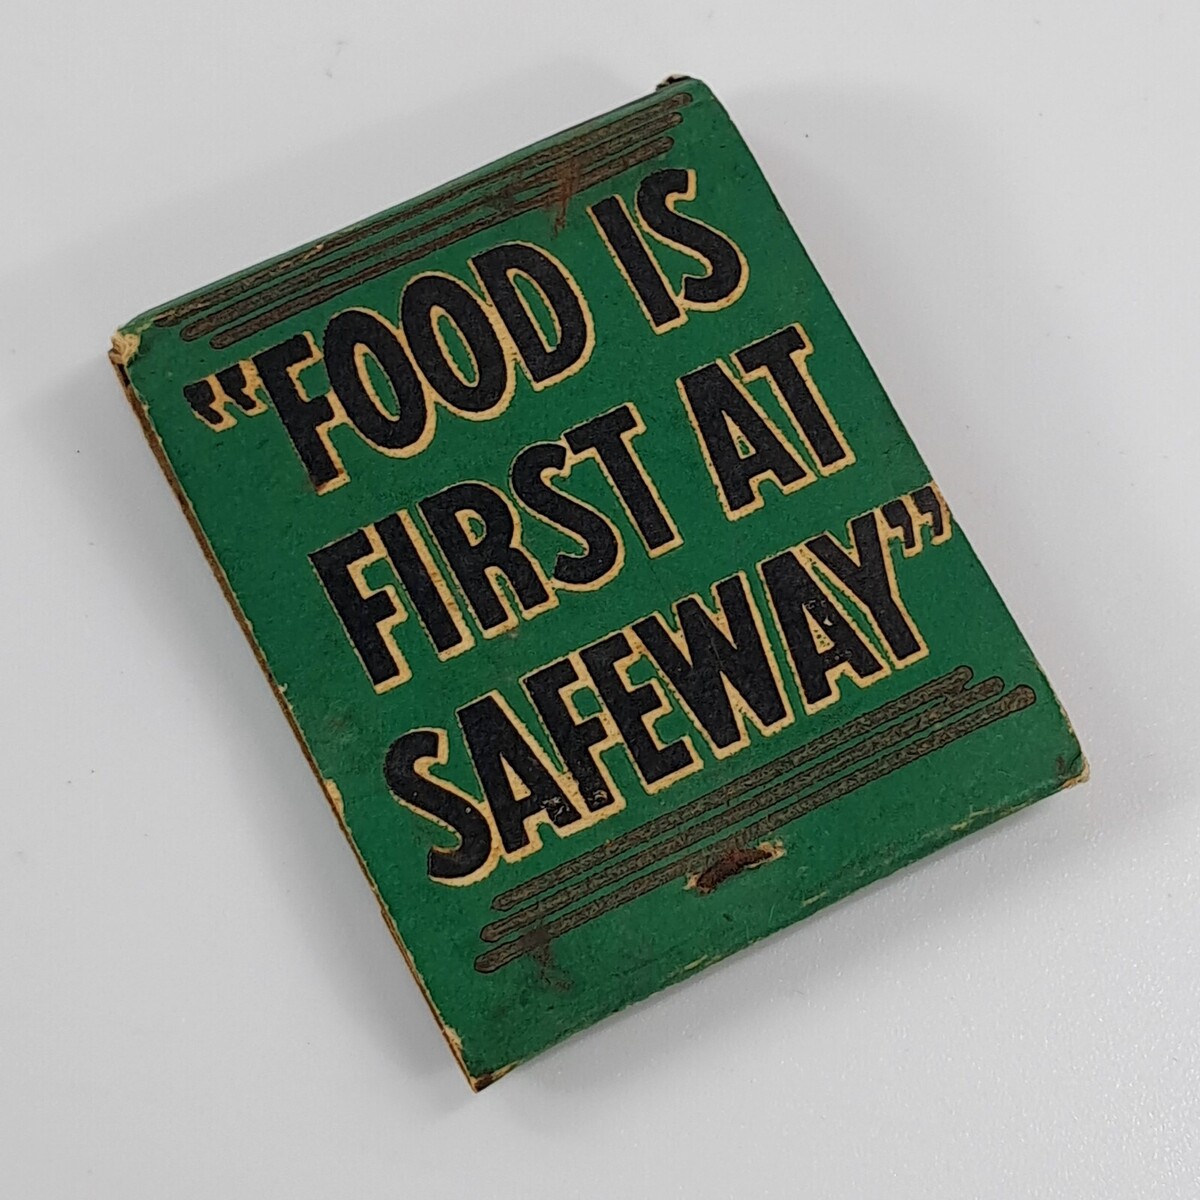 "FOOD IS
FIRST AT
SAFEWAY"